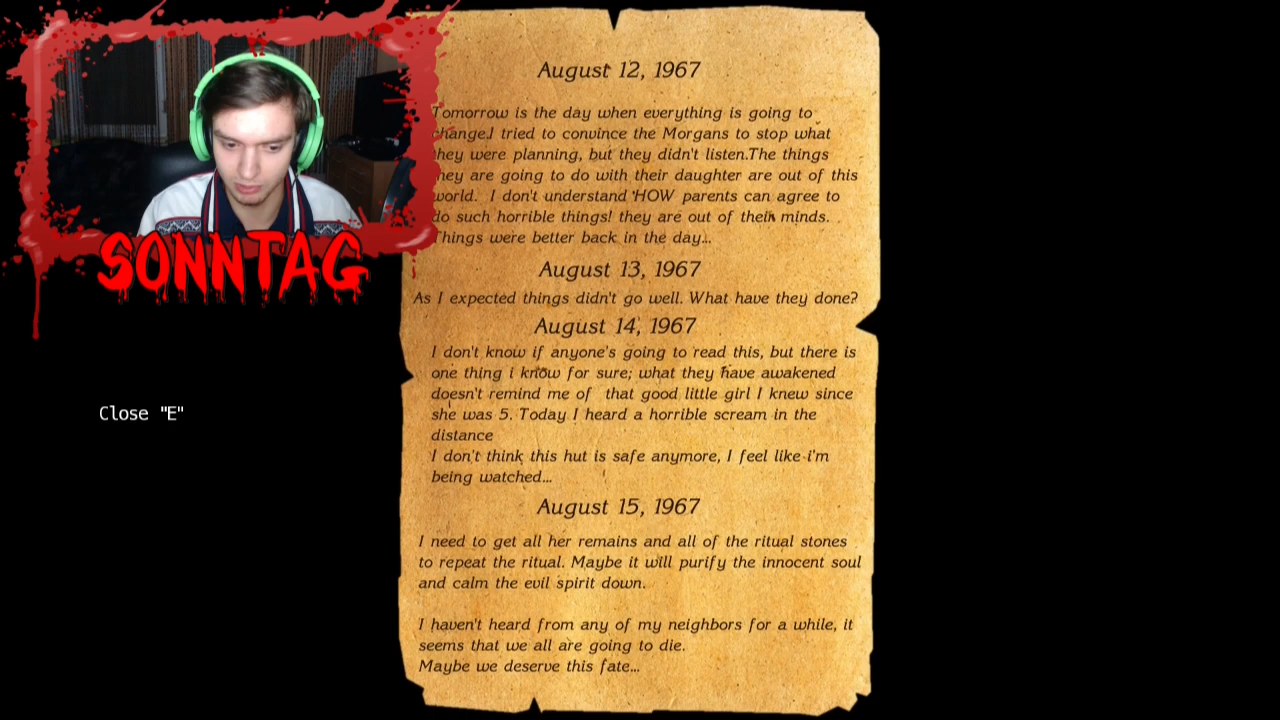 SONNTAG
Close "E"
August 12, 1967
Tomorrow is the day when everything is going to
change.I tried to convince the Morgans to stop what
they were planning, but they didn't listen.The things
they are going to do with their daughter are out of this
world. I don't understand HOW parents can agree to
do such horrible things! they are out of their minds.
Things were better back in the day...
August 13, 1967
As I expected things didn't go well. What have they done?
August 14, 1967
I don't know if anyone's going to read this, but there is
one thing i know for sure; what they have awakened
doesn't remind me of that good little girl I knew since
she was 5. Today I heard a horrible scream in the
distance
I don't think this hut is safe anymore, I feel like i'm
being watched...
August 15, 1967
I need to get all her remains and all of the ritual stones
to repeat the ritual. Maybe it will purify the innocent soul
and calm the evil spirit down.
I haven't heard from any of my neighbors for a while, it
seems that we all are going to die.
Maybe we deserve this fate...